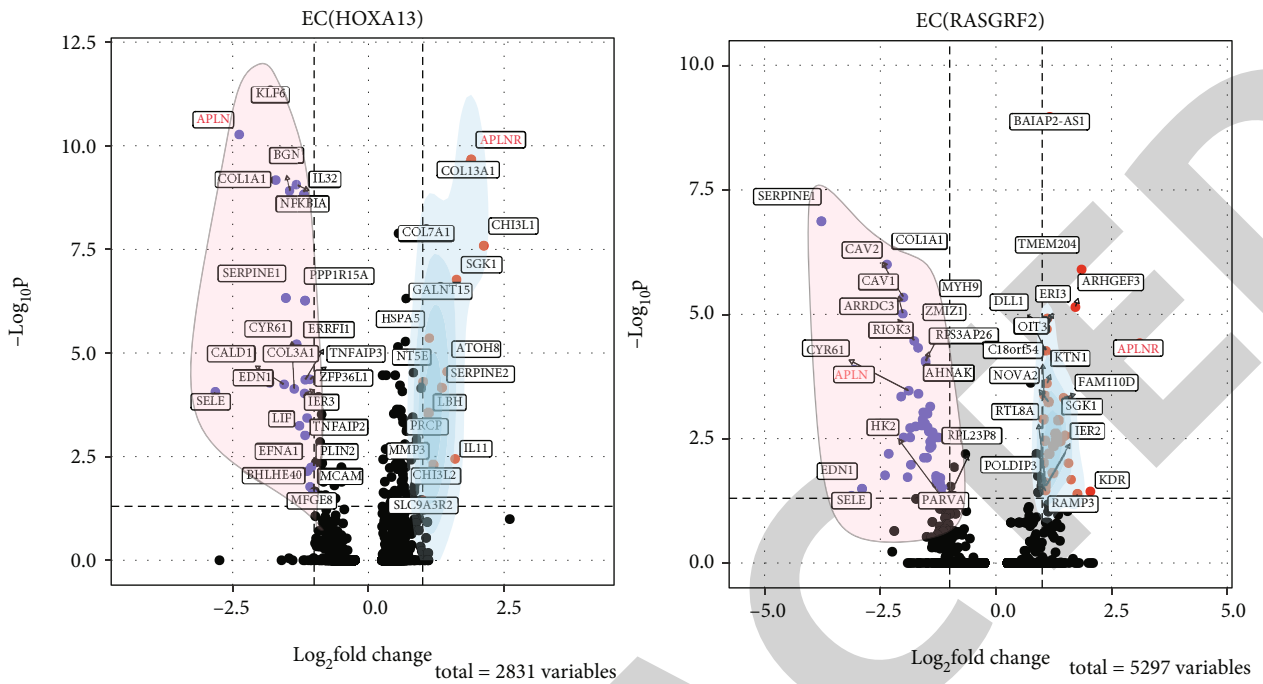 EC(HOXA13)
12.5
10.0
7.5
5.0
2.5
0.0
–Log10p
KLF6
APLN
BGN
COL1A1
IL32
NFKBIA
APLNR
COL13A1
COL7A1
CHI3L1
SGK1
SERPINE1
PPP1R15A
GALNT15
HSPA5
CYR61
ERRFI1
CALD1
COL3A1
TNFAIP3
NT5E
ATOH8
EDN1
ZFP36L1
SERPINE2
SELE
IER3
LBH
LIF
TNFAIP2
PRCP
EFNA1
PLIN2
MMP3
IL11
BHLHE40
MCAM
CHI3L2
MFGE8
SLC9A3R2
–2.5 0.0 2.5
Log2fold change
total = 2831 variables
EC(RASGRF2)
10.0
7.5
5.0
2.5
0.0
–Log10p
BAIAP2-AS1
SERPINE1
CAV2
COL1A1
TMEM204
CAV1
MYH9
ARHGEF3
ARRDC3
ZMIZ1
DLL1
ERI3
RIOK3
RPS3AP26
OIT3
CYR61
C18orf54
KTN1
APLNR
APLN
AHNAK
NOVA2
FAM110D
RTL8A
SGK1
HK2
RPL23P8
IER2
EDN1
POLDIP3
KDR
SELE
PARVA
RAMP3
–5.0 –2.5 0.0 2.5 5.0
Log2fold change
total = 5297 variables